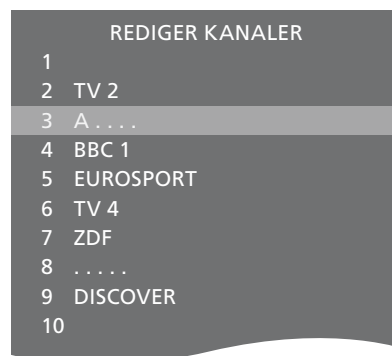 REDIGER KANALER
1
2 TV 2
3 A . . . .
4 BBC 1
5 EUROSPORT
6 TV 4
7 ZDF
8 . . . . .
9 DISCOVER
10